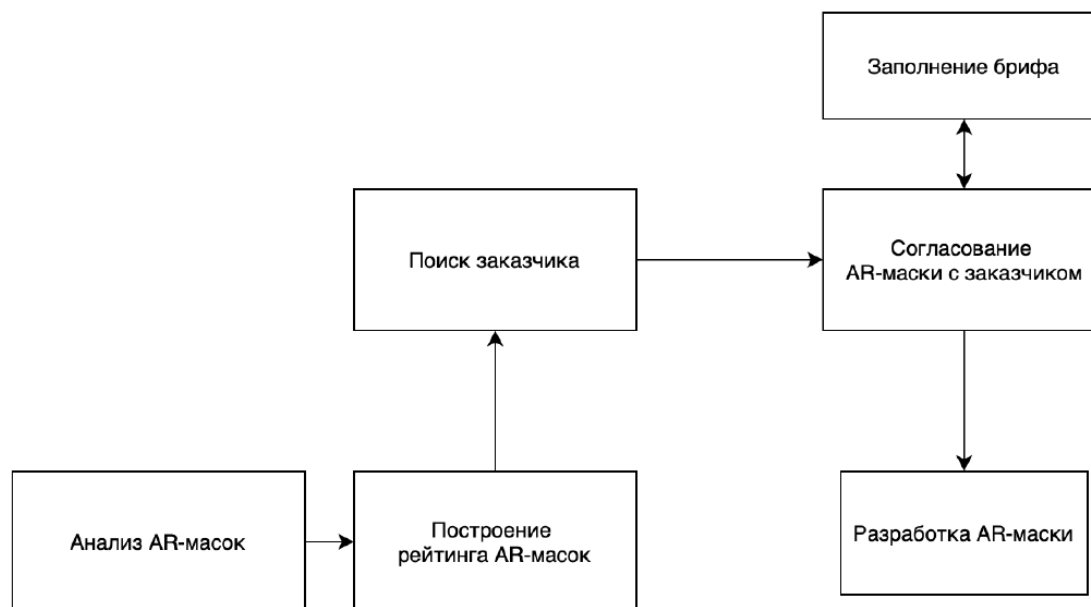 Заполнение брифа
Поиск заказчика
Согласование
AR-маски с заказчиком
Анализ AR-масок
Построение
рейтинга AR-масок
Разработка AR-маски